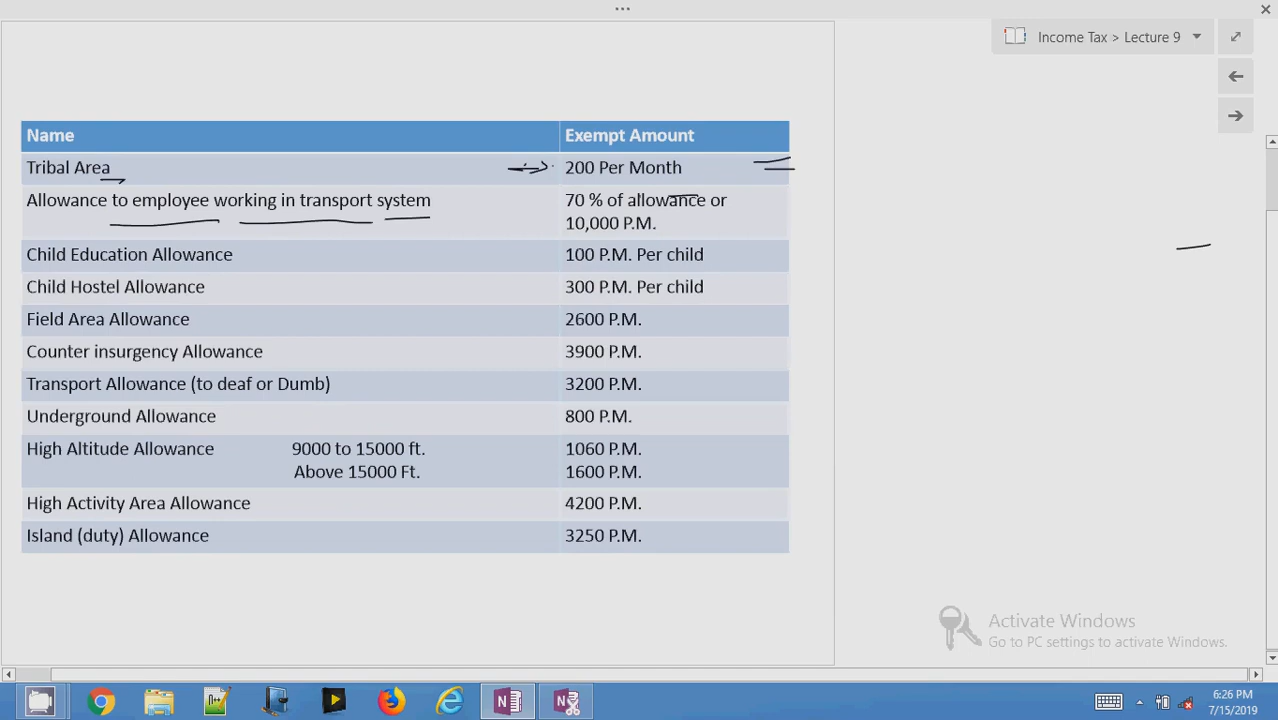 Income Tax > Lecture 9
Name Exempt Amount
Tribal Area 200 Per Month
Allowance to employee working in transport system 70 % of allowance or
10,000 P.M.
Child Education Allowance 100 P.M. Per child
Child Hostel Allowance 300 P.M. Per child
Field Area Allowance 2600 P.M.
Counter insurgency Allowance 3900 P.M.
Transport Allowance (to deaf or Dumb) 3200 P.M.
Underground Allowance 800 P.M.
High Altitude Allowance 9000 to 15000 ft. 1060 P.M.
Above 15000 Ft. 1600 P.M.
High Activity Area Allowance 4200 P.M.
Island (duty) Allowance 3250 P.M.
Activate Windows
Go to PC settings to activate Windows.
6:26 PM
7/15/2019